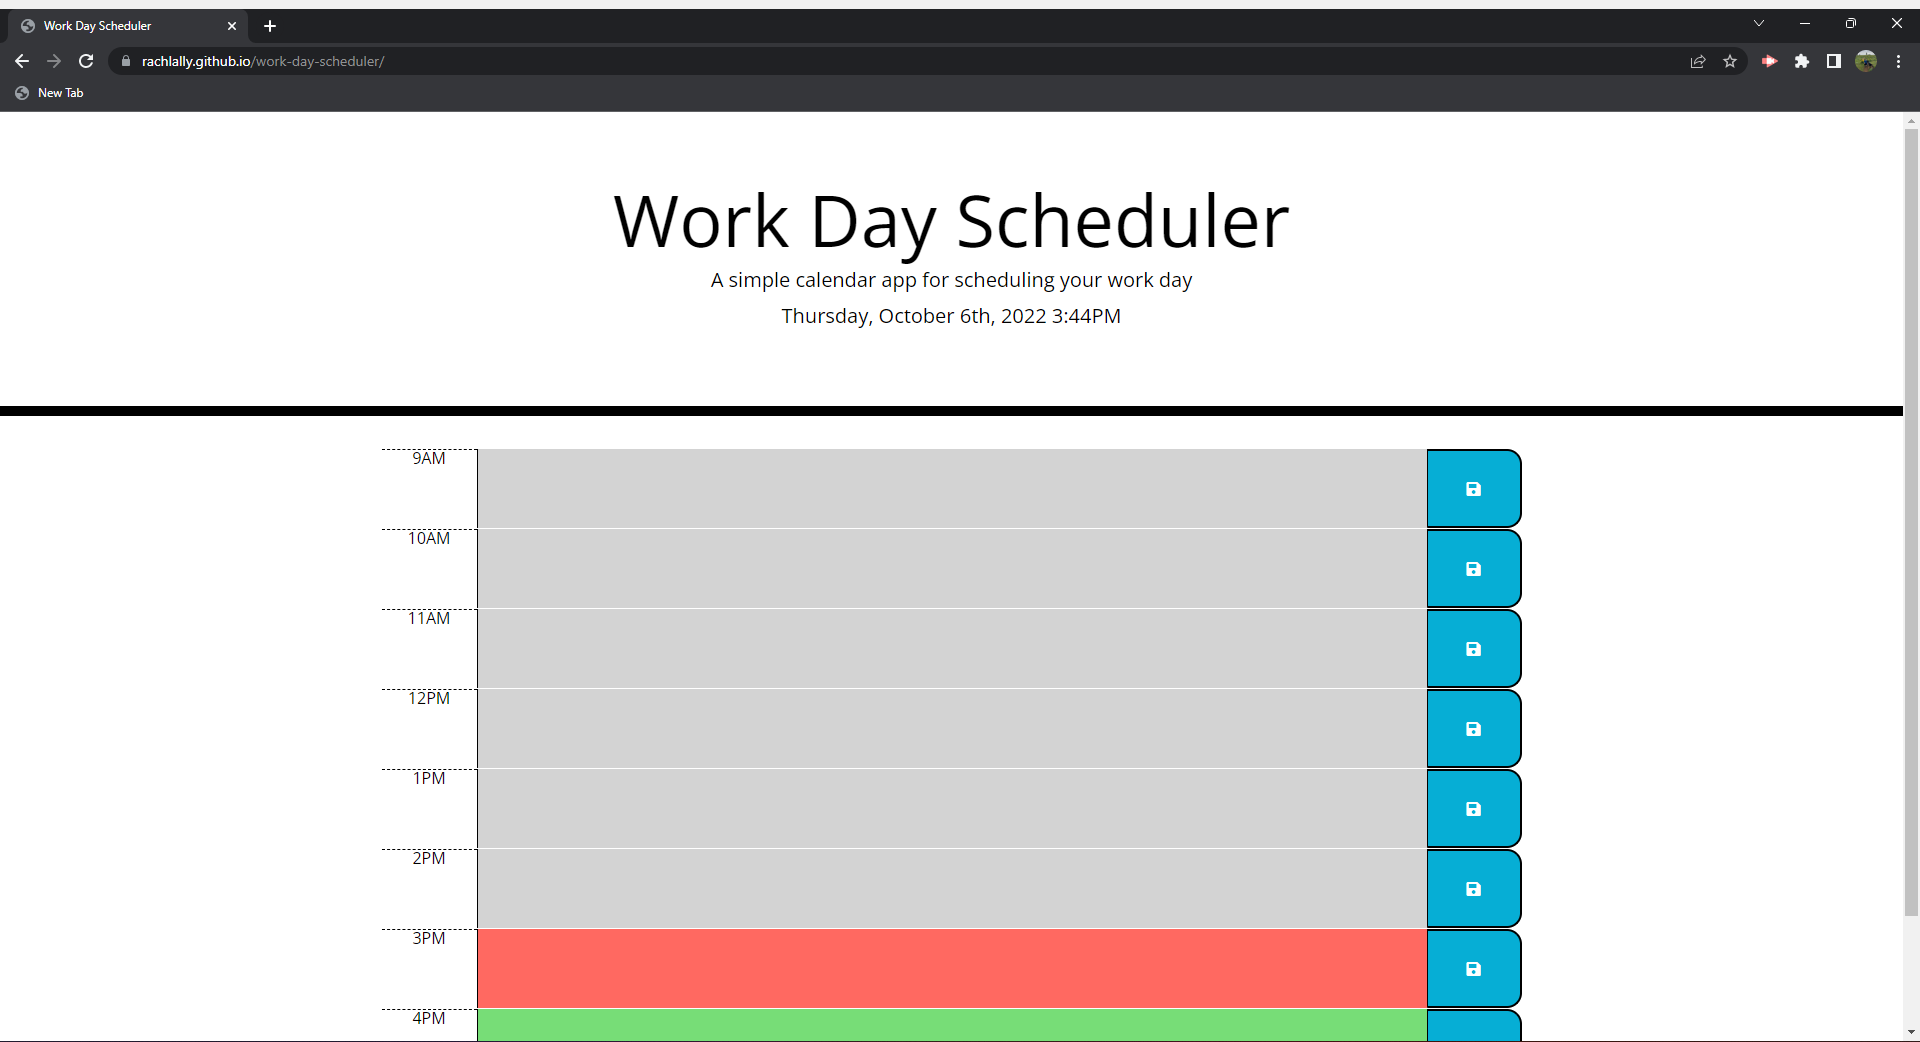 Work Day Scheduler
rachlally.github.io/work-day-scheduler/
New Tab
Work Day Scheduler
A simple calendar app for scheduling your work day
Thursday, October 6th, 2022 3:44PM
9AM
10AM
11AM
12PM
1PM
2PM
3PM
4PM